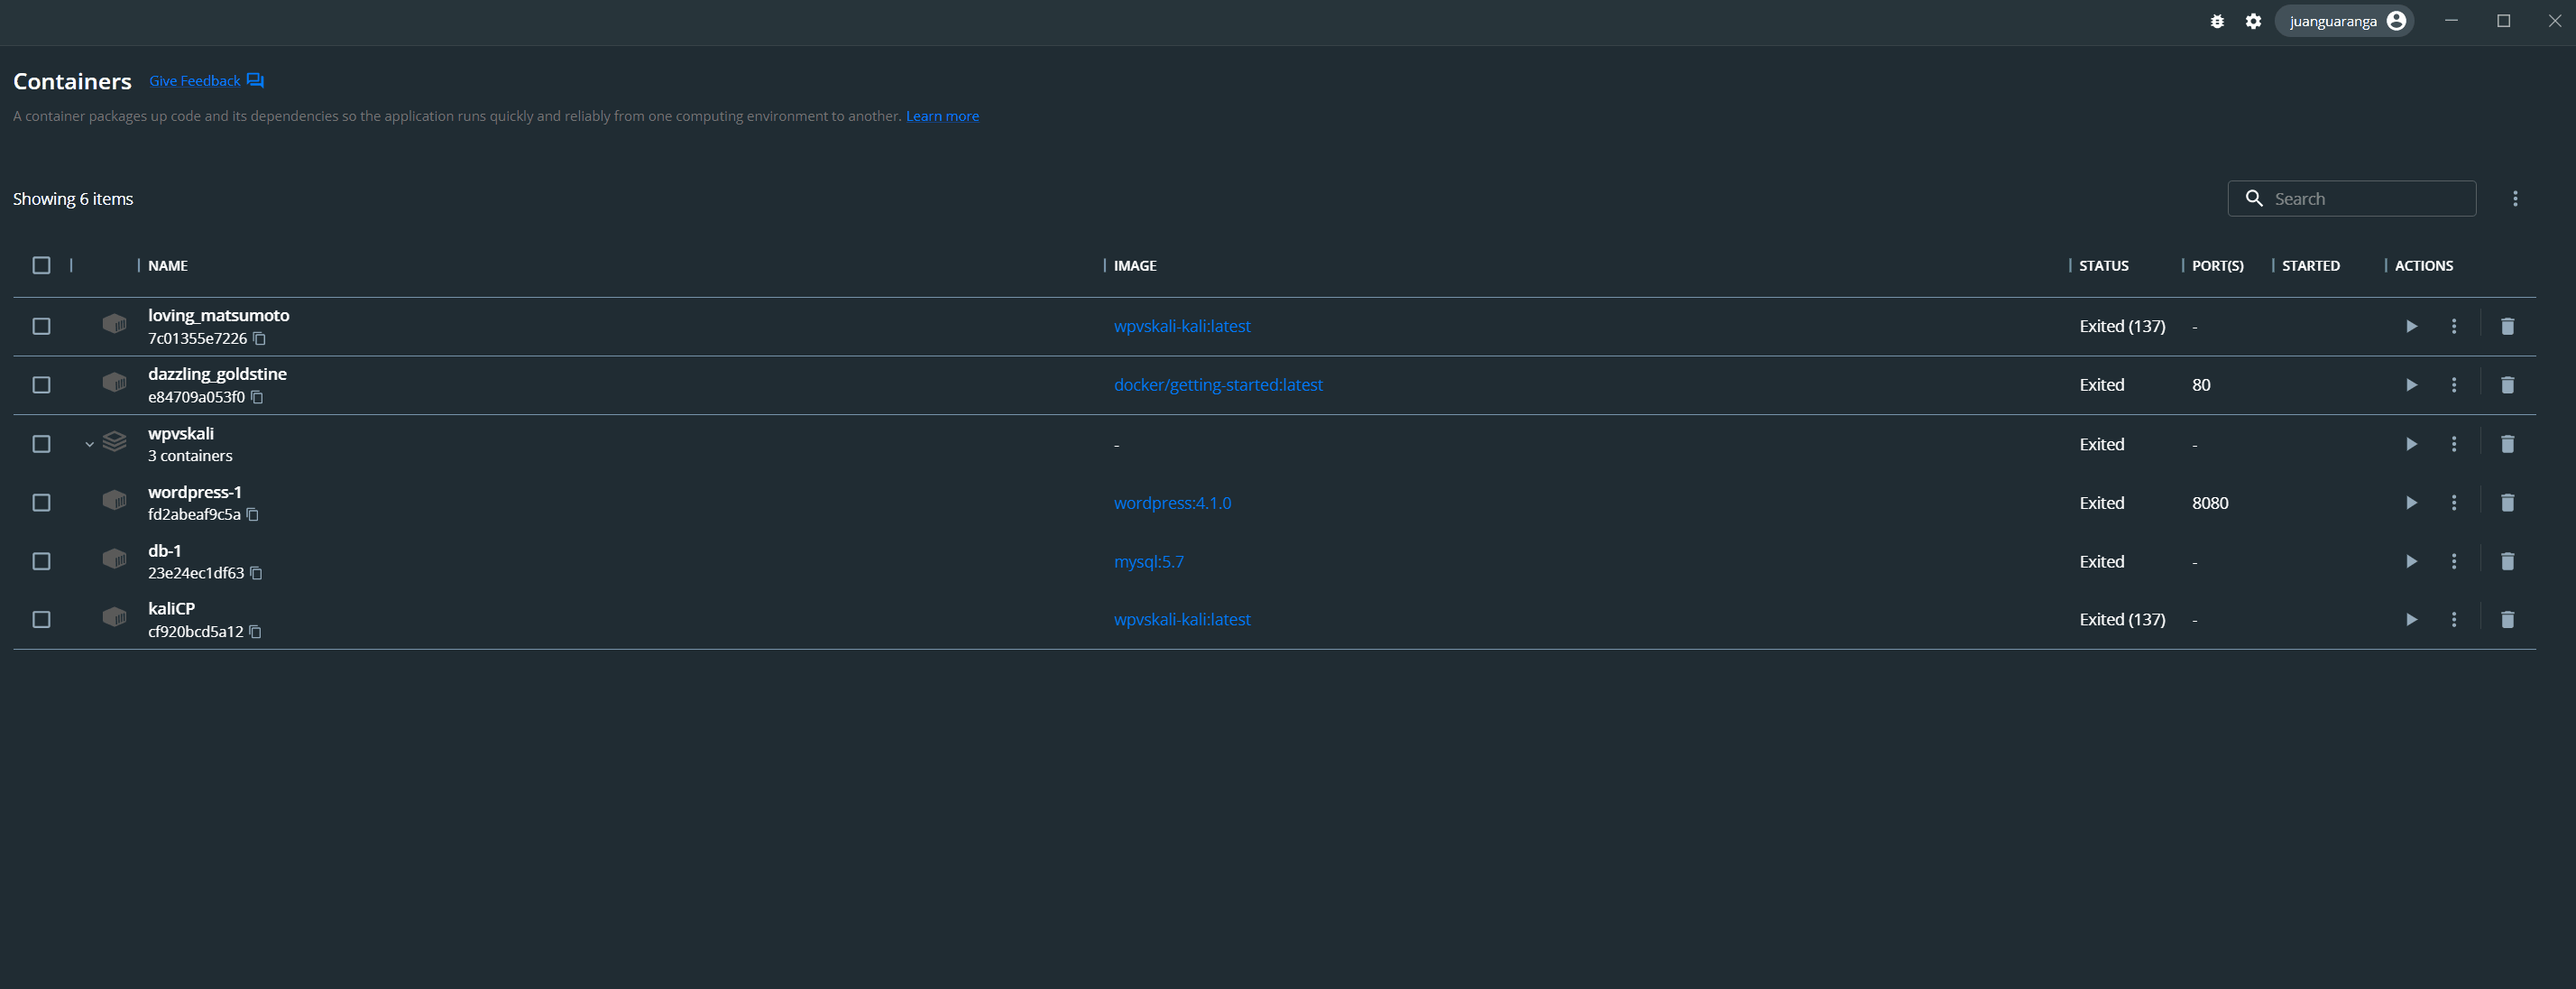 juanguaranga
Containers Give Feedback
A container packages up code and its dependencies so the application runs quickly and reliably from one computing environment to another. Learn more
Showing 6 items
Search
NAME IMAGE STATUS PORT(S) STARTED ACTIONS
loving_matsumoto
7c01355e7226
wpvskali-kali:latest Exited (137) -
dazzling_goldstine
e84709a053f0
docker/getting-started:latest Exited 80
wpvskali
3 containers
- Exited -
wordpress-1
fd2abeaf9c5a
wordpress:4.1.0 Exited 8080
db-1
23e24ec1df63
mysql:5.7 Exited -
kaliCP
cf920bcd5a12
wpvskali-kali:latest Exited (137) -